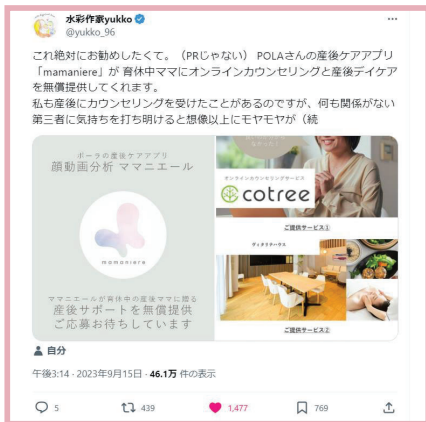 水彩作家yukko
@yukko_96
これ絶対にお勧めしたくて。（PRじゃない） POLAさんの産後ケアアプリ
「mamaniere」が 育休中ママにオンラインカウンセリングと産後デイケア
を無償提供してくれます。
私も産後にカウンセリングを受けたことがあるのですが、何も関係がない
第三者に気持ちを打ち明けると想像以上にモヤモヤが（続
ポーラの産後ケアアプリ
顔動画分析 ママニエール
mamaniere
ママニエールが育休中の産後ママに贈る
産後サポートを無償提供
ご応募お待ちしています
オンラインカウンセリングサービス
cotree
ご提供サービス①
ヴィタリテハウス
ご提供サービス②
自分
午後3:14 · 2023年9月15日 · 46.1万 件の表示
5 439 1,477 769